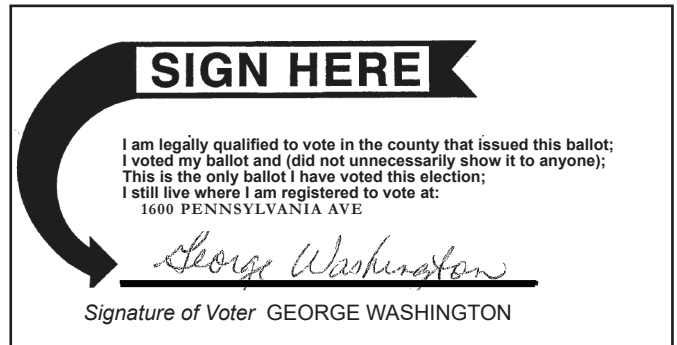 SIGN HERE
I am legally qualified to vote in the county that issued this ballot;
I voted my ballot and (did not unnecessarily show it to anyone);
This is the only ballot I have voted this election;
I still live where I am registered to vote at:
1600 PENNSYLVANIA AVE
George Washington
Signature of Voter GEORGE WASHINGTON